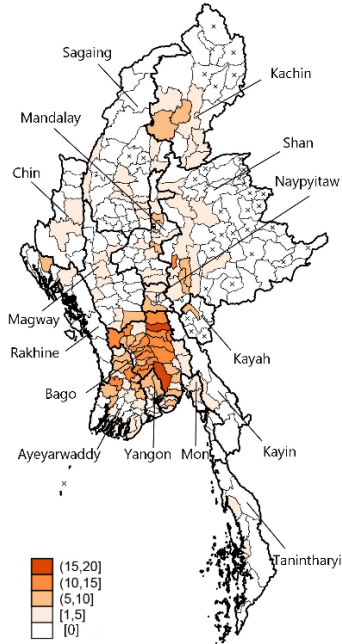 Sagaing
Kachin
Mandalay
Shan
Naypyitaw
Chin
Magway
Rakhine
Kayah
Bago
Ayeyarwaddy
Yangon
Mon
Kayin
Tanintharyi
(15,20]
(10,15]
(5,10]
[1,5]
[0]